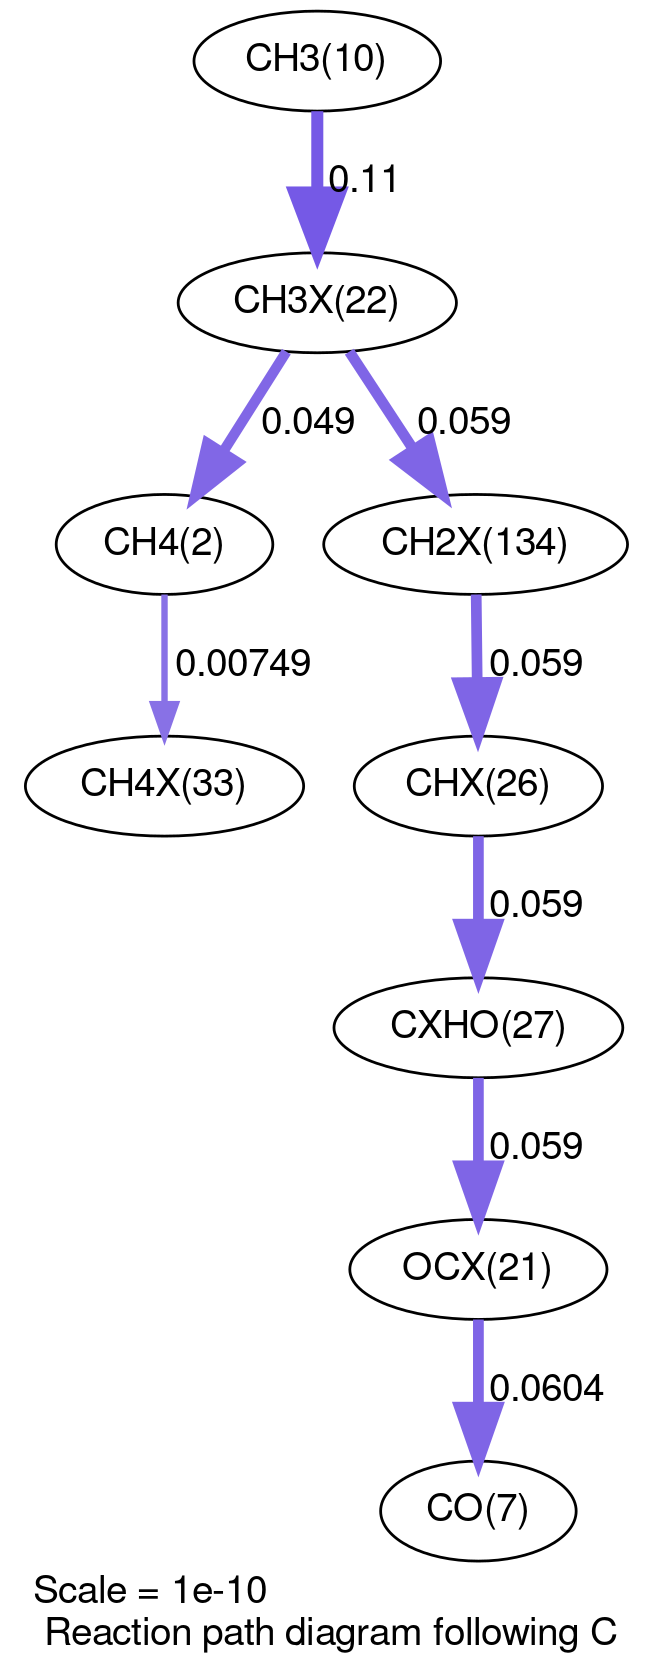 CH3(10)
0.11
CH3X(22)
0.049
0.059
CH4(2)
CH2X(134)
0.00749
0.059
CH4X(33)
CHX(26)
0.059
CXHO(27)
0.059
OCX(21)
0.0604
CO(7)
Scale = 1e-10
Reaction path diagram following C